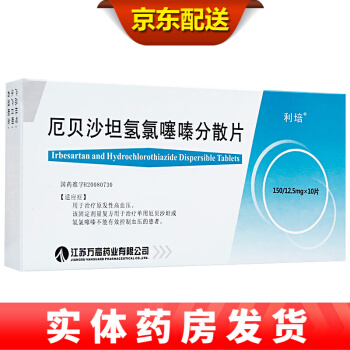 京东配送
利培®
厄贝沙坦氢氯噻嗪分散片
Irbesartan and Hydrochlorothiazide Dispersible Tablets
150/12.5mg×10片
国药准字H20080730
【适应症】
用于治疗原发性高血压。
该固定剂量复方用于治疗单用厄贝沙坦或
氢氯噻嗪不能有效控制血压的患者。
江苏万高药业有限公司
实体药房发货